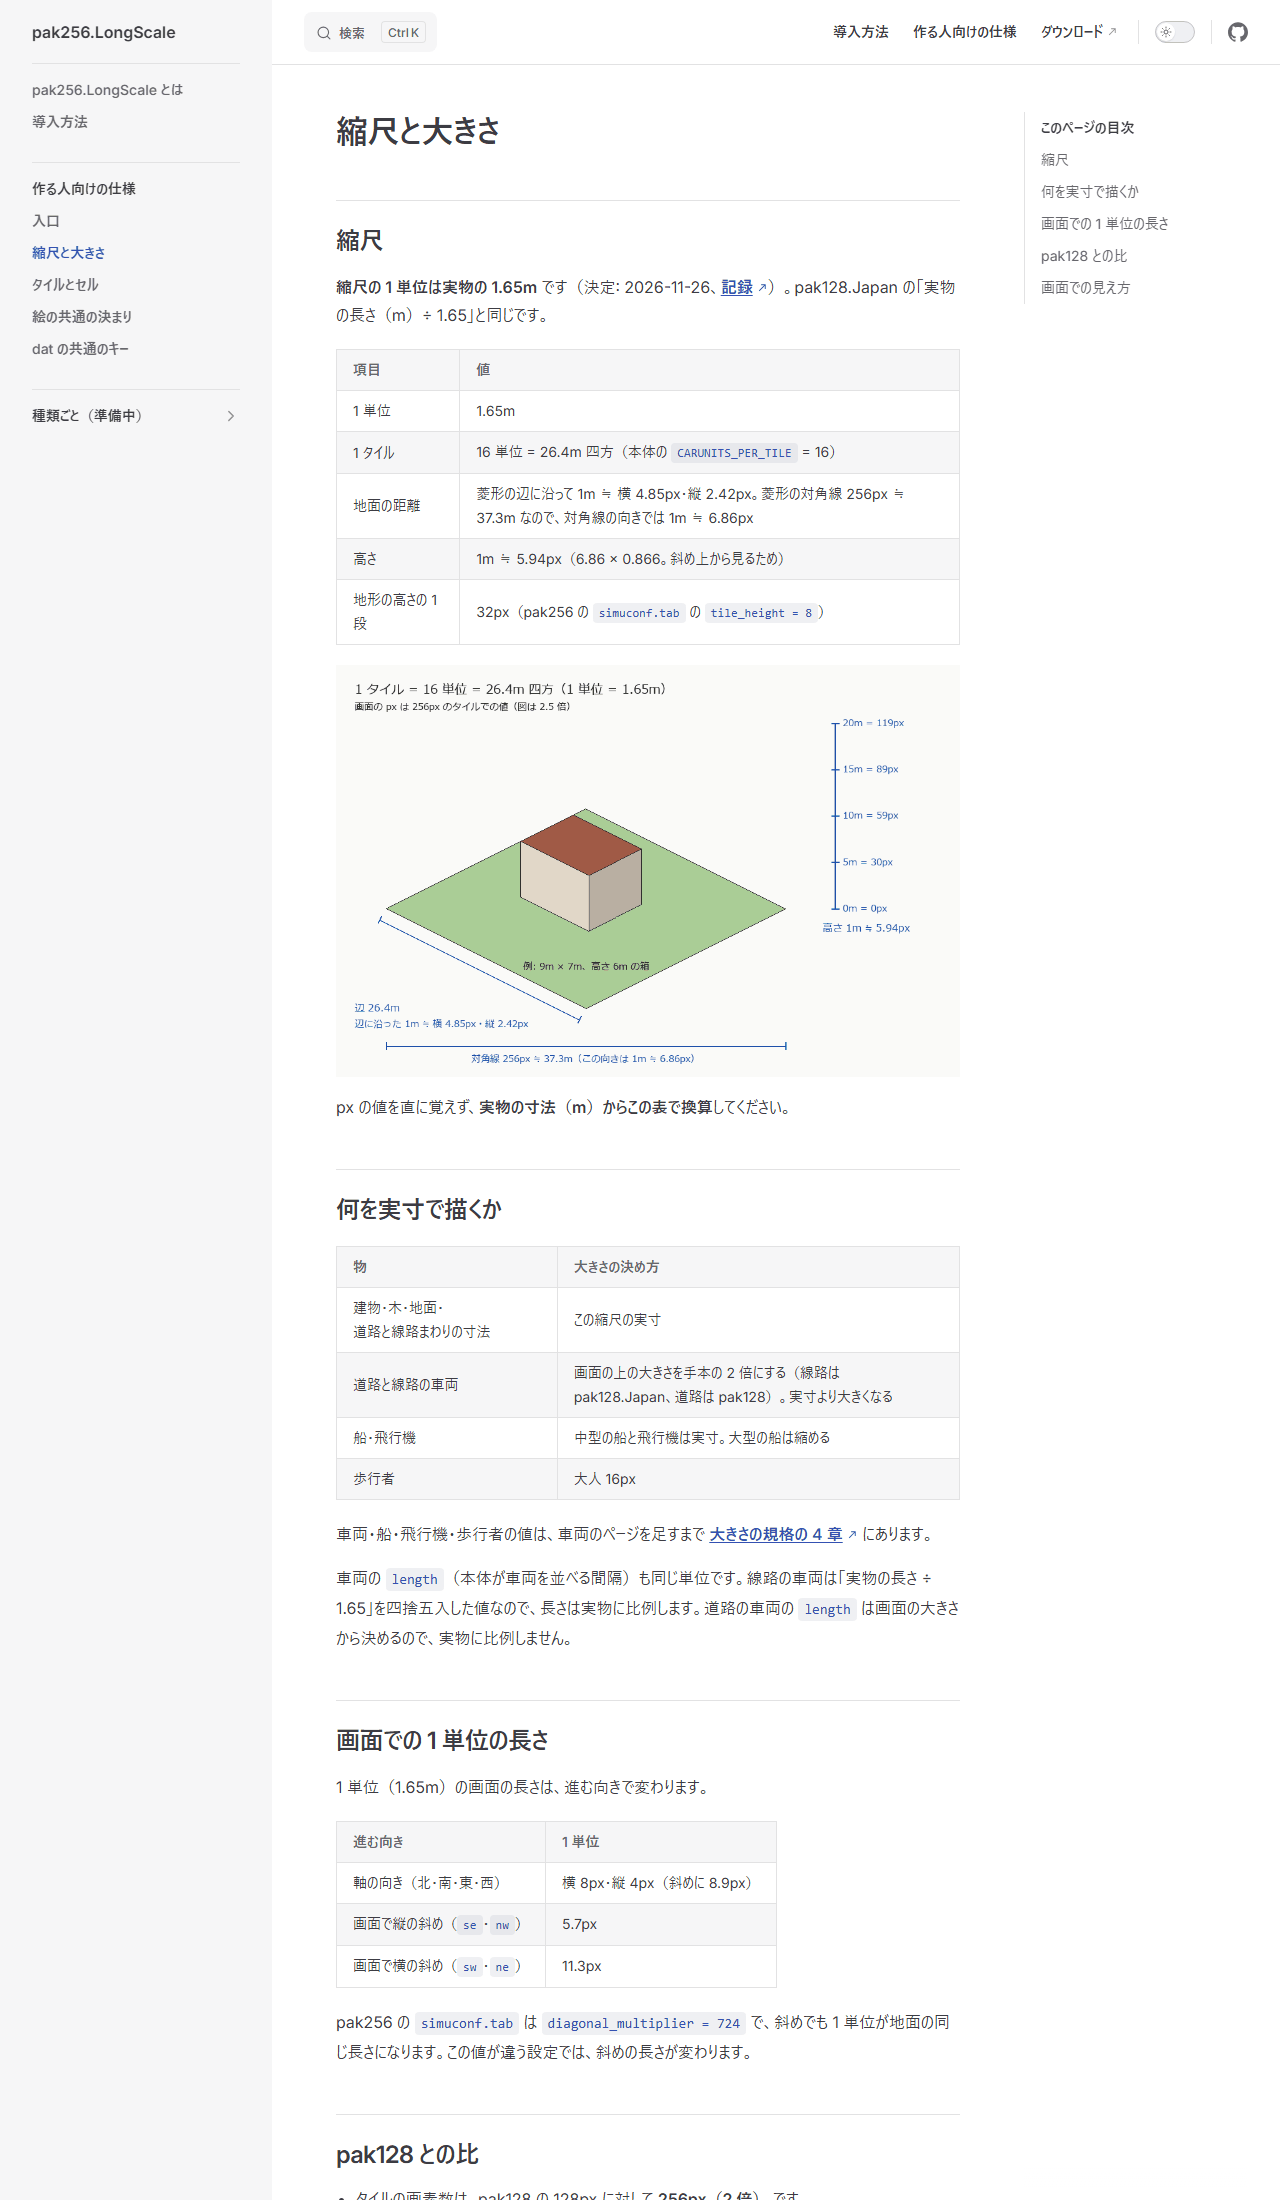 pak256.LongScale
検索 Ctrl K
導入方法 作る人向けの仕様 ダウンロード
pak256.LongScale とは
導入方法
作る人向けの仕様
入口
縮尺と大きさ
タイルとセル
絵の共通の決まり
dat の共通のキー
種類ごと（準備中）
縮尺と大きさ
縮尺
縮尺の 1 単位は実物の 1.65m です（決定: 2026-11-26、記録）。pak128.Japan の「実物
の長さ（m）÷ 1.65」と同じです。
項目 値
1 単位 1.65m
1 タイル 16 単位 = 26.4m 四方（本体の CARUNITS_PER_TILE = 16）
地面の距離 菱形の辺に沿って 1m ≒ 横 4.85px・縦 2.42px。菱形の対角線 256px ≒
37.3m なので、対角線の向きでは 1m ≒ 6.86px
高さ 1m ≒ 5.94px（6.86 × 0.866。斜め上から見るため）
地形の高さの 1
段 32px（pak256 の simuconf.tab の tile_height = 8）
1 タイル = 16 単位 = 26.4m 四方（1 単位 = 1.65m）
画面の px は 256px のタイルでの値（図は 2.5 倍）
20m = 119px
15m = 89px
10m = 59px
5m = 30px
0m = 0px
高さ 1m ≒ 5.94px
例: 9m × 7m、高さ 6m の箱
辺 26.4m
辺に沿った 1m ≒ 横 4.85px・縦 2.42px
対角線 256px ≒ 37.3m（この向きは 1m ≒ 6.86px）
px の値を直に覚えず、実物の寸法（m）からこの表で換算してください。
何を実寸で描くか
物 大きさの決め方
建物・木・地面・
道路と線路まわりの寸法 この縮尺の実寸
道路と線路の車両 画面の上の大きさを手本の 2 倍にする（線路は
pak128.Japan、道路は pak128）。実寸より大きくなる
船・飛行機 中型の船と飛行機は実寸。大型の船は縮める
歩行者 大人 16px
車両・船・飛行機・歩行者の値は、車両のページを足すまで 大きさの規格の 4 章 にあります。
車両の length（本体が車両を並べる間隔）も同じ単位です。線路の車両は「実物の長さ ÷
1.65」を四捨五入した値なので、長さは実物に比例します。道路の車両の length は画面の大きさ
から決めるので、実物に比例しません。
画面での 1 単位の長さ
1 単位（1.65m）の画面の長さは、進む向きで変わります。
進む向き 1 単位
軸の向き（北・南・東・西） 横 8px・縦 4px（斜めに 8.9px）
画面で縦の斜め（se・nw） 5.7px
画面で横の斜め（sw・ne） 11.3px
pak256 の simuconf.tab は diagonal_multiplier = 724 で、斜めでも 1 単位が地面の同
じ長さになります。この値が違う設定では、斜めの長さが変わります。
pak128 との比
• タイルの画素数は、pak128 の 128px に対して 256px（2 倍）です。
このページの目次
縮尺
何を実寸で描くか
画面での 1 単位の長さ
pak128 との比
画面での見え方